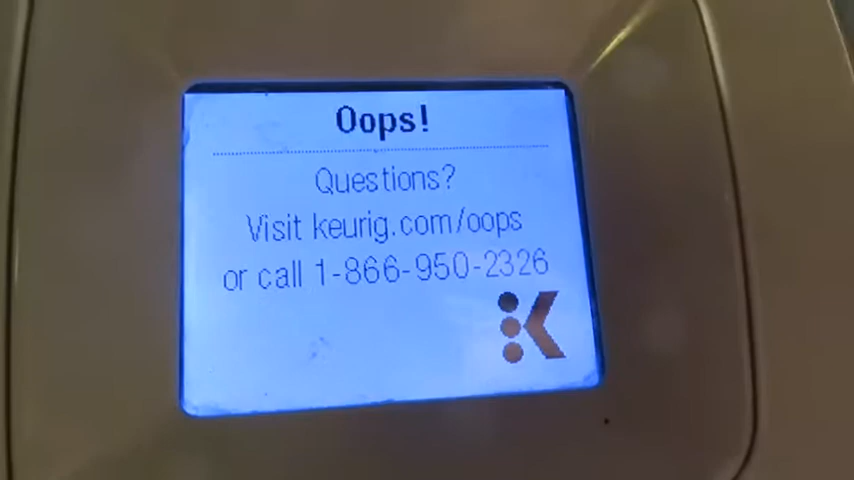 Oops!
Questions?
Visit keurig.com/oops
or call 1-866-950-2326
K